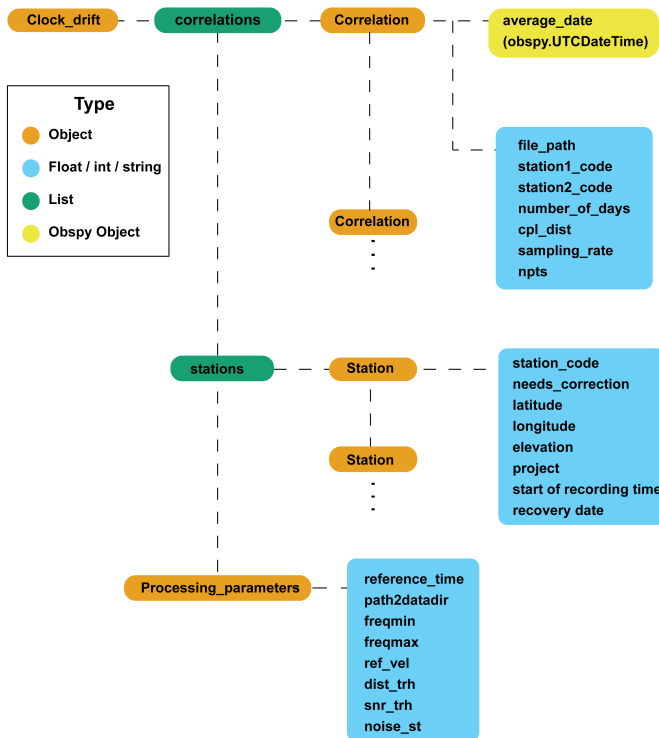 Clock_drift
correlations
Correlation
average_date
(obspy.UTCDateTime)
Type
Object
Float / int / string
List
Obspy Object
file_path
station1_code
station2_code
number_of_days
cpl_dist
sampling_rate
npts
Correlation
stations
Station
station_code
needs_correction
latitude
longitude
elevation
project
start of recording time
recovery date
Station
Processing_parameters
reference_time
path2datadir
freqmin
freqmax
ref_vel
dist_trh
snr_trh
noise_st